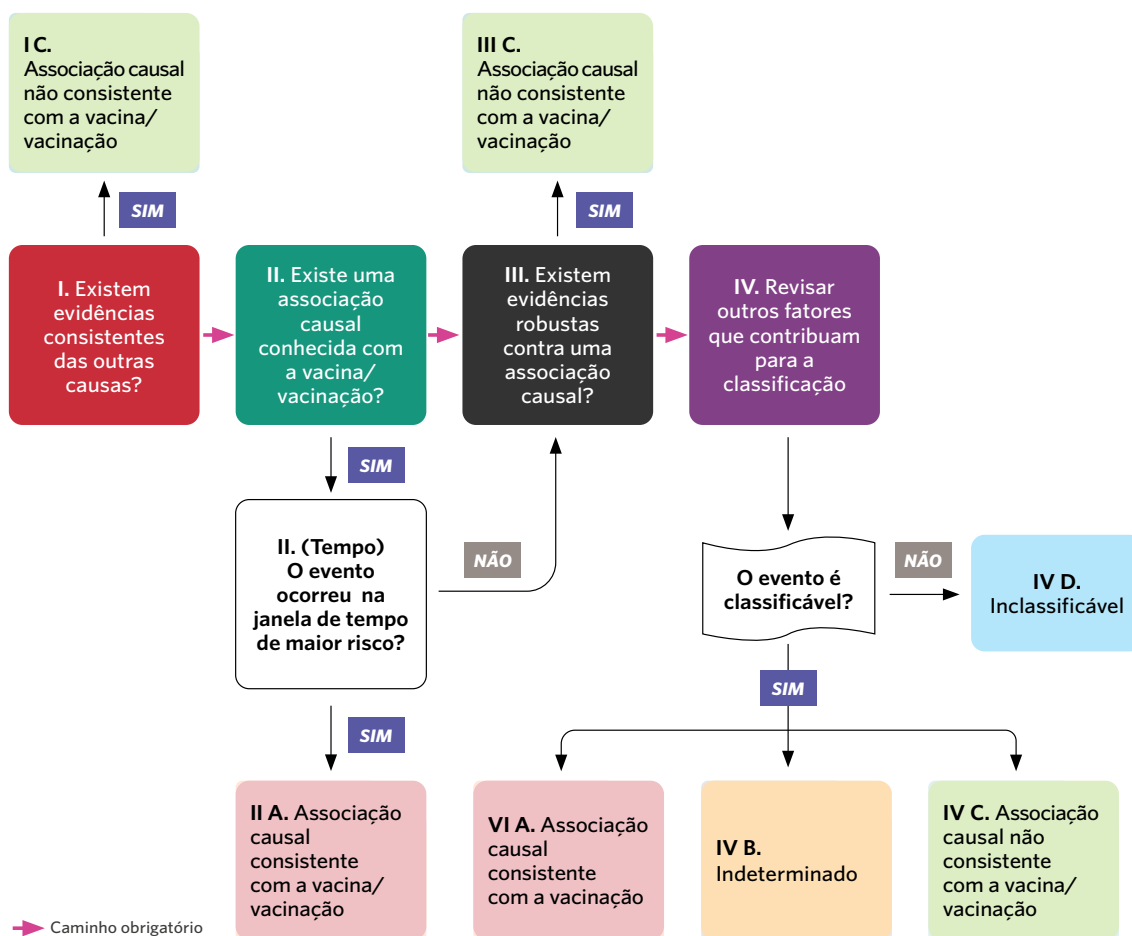 I C.
Associação causal
não consistente
com a vacina/
vacinação
III C.
Associação causal
não consistente
com a vacina/
vacinação
SIM
SIM
I. Existem
evidências
consistentes
das outras
causas?
II. Existe uma
associação
causal
conhecida com
a vacina/
vacinação?
III. Existem
evidências
robustas
contra uma
associação
causal?
IV. Revisar
outros fatores
que contribuam
para a
classificação
SIM
II. (Tempo)
O evento
ocorreu na
janela de tempo
de maior risco?
NÃO
O evento é
classificável?
NÃO
IV D.
Inclassificável
SIM
SIM
II A. Associação
causal
consistente
com a vacina/
vacinação
VI A. Associação
causal
consistente
com a vacinação
IV B.
Indeterminado
IV C. Associação
causal não
consistente
com a vacina/
vacinação
Caminho obrigatório